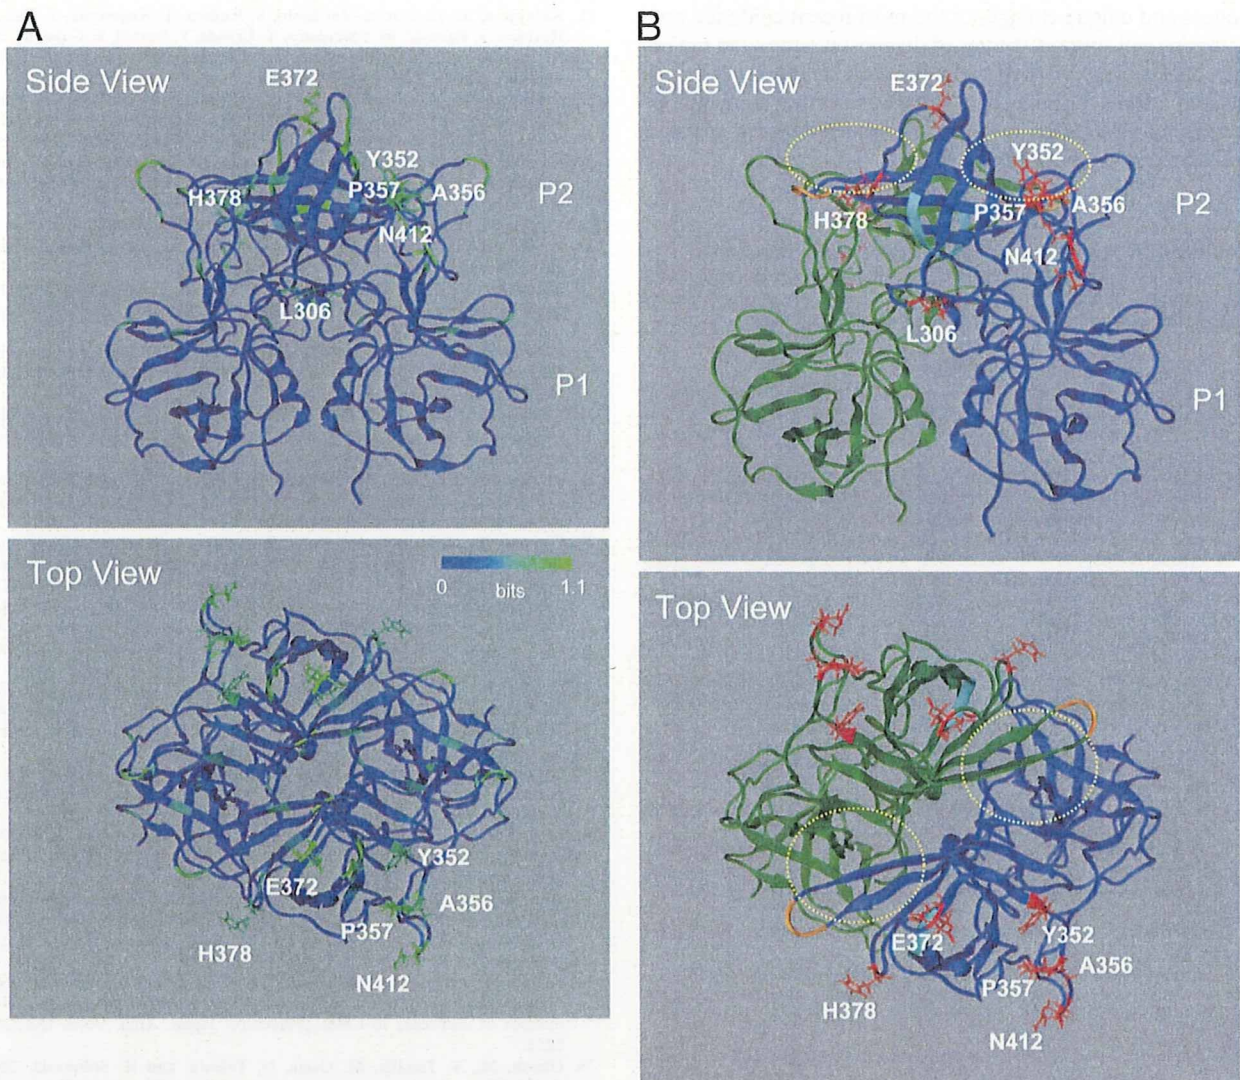 A
Side View
E372
Y352
H378
P357
A356
P2
N412
L306
P1
Top View
0
bits
1.1
Y352
E372
A356
P357
H378
N412
B
Side View
E372
Y352
P2
H378
P357
A356
N412
L306
P1
Top View
E372
Y352
A356
P357
H378
N412